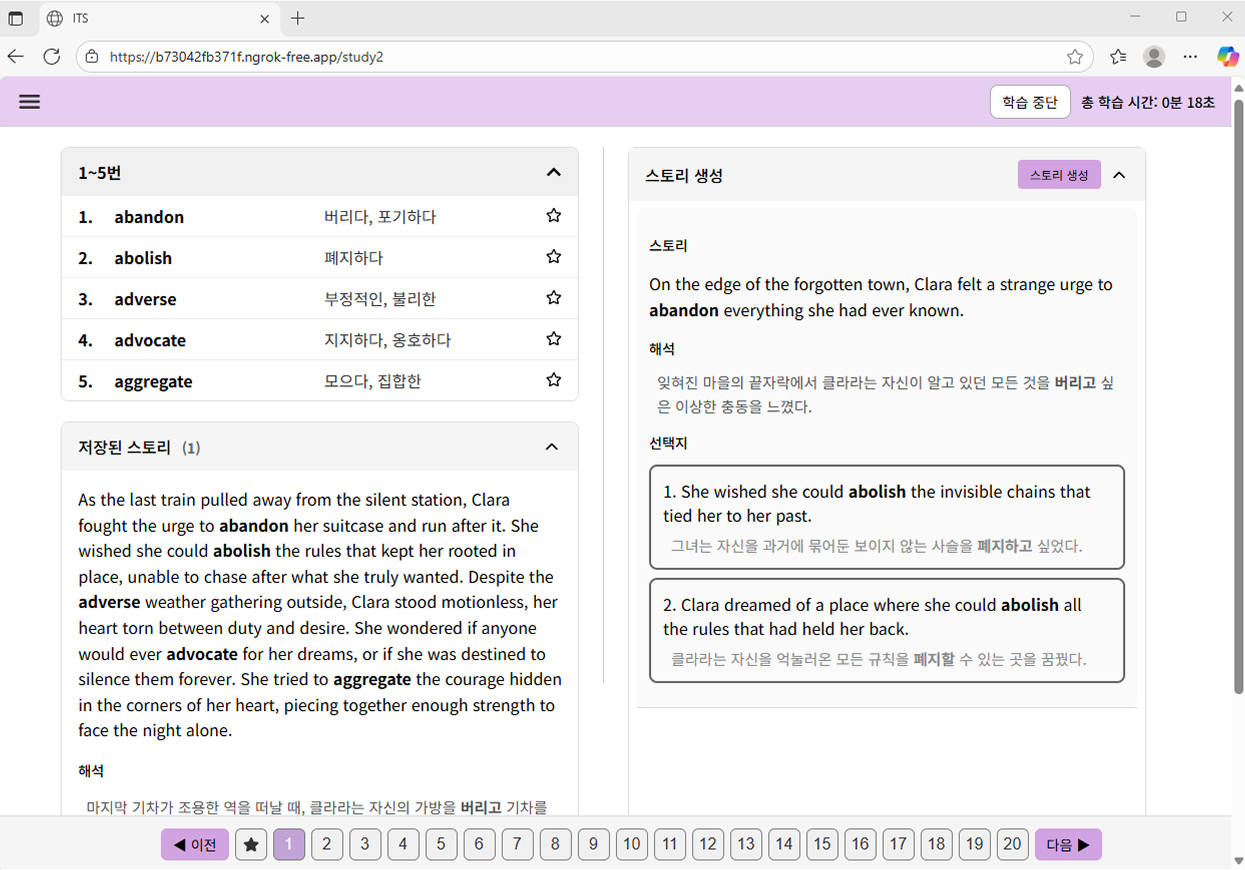 ITS
https://b73042fb371f.ngrok-free.app/study2
학습 중단
총 학습 시간: 0분 18초
1~5번
1. abandon 버리다, 포기하다
2. abolish 폐지하다
3. adverse 부정적인, 불리한
4. advocate 지지하다, 옹호하다
5. aggregate 모으다, 집합한
저장된 스토리 (1)
As the last train pulled away from the silent station, Clara
fought the urge to abandon her suitcase and run after it. She
wished she could abolish the rules that kept her rooted in
place, unable to chase after what she truly wanted. Despite the
adverse weather gathering outside, Clara stood motionless, her
heart torn between duty and desire. She wondered if anyone
would ever advocate for her dreams, or if she was destined to
silence them forever. She tried to aggregate the courage hidden
in the corners of her heart, piecing together enough strength to
face the night alone.
해석
마지막 기차가 조용한 역을 떠날 때, 클라라는 자신의 가방을 버리고 기차를
스토리 생성
스토리 생성
스토리
On the edge of the forgotten town, Clara felt a strange urge to
abandon everything she had ever known.
해석
잊혀진 마을의 끝자락에서 클라라는 자신이 알고 있던 모든 것을 버리고 싶
은 이상한 충동을 느꼈다.
선택지
1. She wished she could abolish the invisible chains that
tied her to her past.
그녀는 자신을 과거에 묶어둔 보이지 않는 사슬을 폐지하고 싶었다.
2. Clara dreamed of a place where she could abolish all
the rules that had held her back.
클라라는 자신을 억눌러온 모든 규칙을 폐지할 수 있는 곳을 꿈꿨다.
◀ 이전 ★ 1 2 3 4 5 6 7 8 9 10 11 12 13 14 15 16 17 18 19 20 다음 ▶